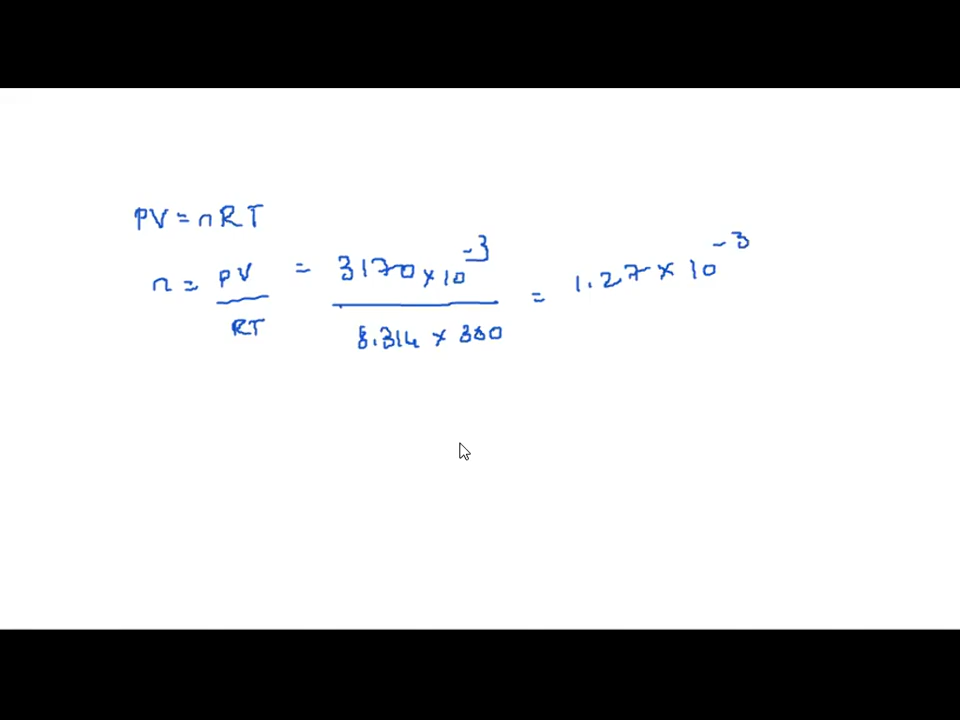 PV = nRT
n = PV/RT = 3170 × 10^-3 / 8.314 × 300 = 1.27 × 10^-3